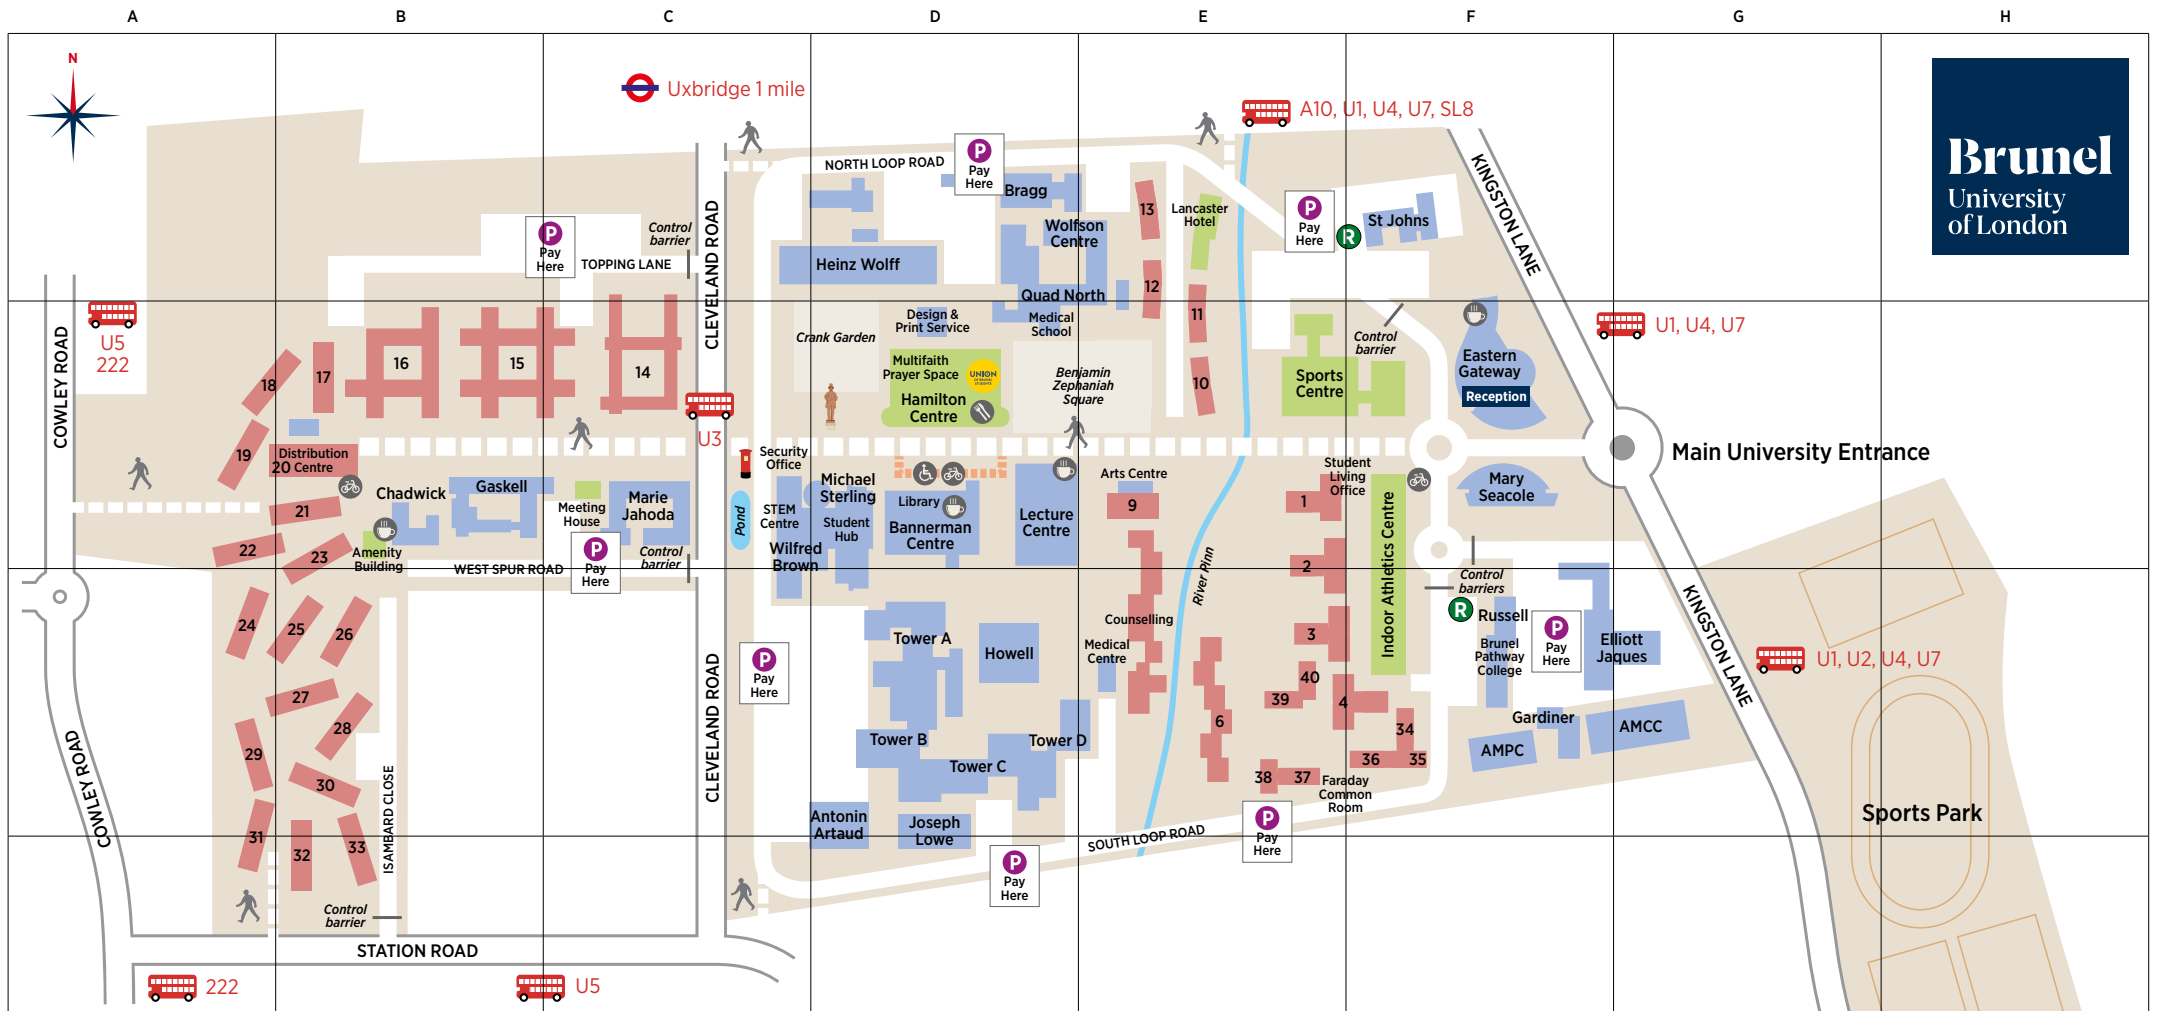 A B C D E F G H
N
Uxbridge 1 mile
A10, U1, U4, U7, SL8
Brunel
University
of London
NORTH LOOP ROAD
P
Pay
Here
Bragg
KINGSTON LANE
13
Lancaster
Hotel
P
Pay
Here
R
St Johns
Control
barrier
P
Pay
Here
TOPPING LANE
CLEVELAND ROAD
Wolfson
Centre
Heinz Wolff
12
Quad North
U5
222
COWLEY ROAD
Design &
Print Service
Medical
School
11
Crank Garden
Control
barrier
U1, U4, U7
18
17
16
15
14
Multifaith
Prayer Space
UNION
Hamilton
Centre
Benjamin
Zephaniah
Square
10
Sports
Centre
Eastern
Gateway
Reception
U3
Main University Entrance
19
Distribution
20 Centre
Security
Office
Michael
Sterling
Arts Centre
Student
Living
Office
Mary
Seacole
Chadwick
Gaskell
Meeting
House
Marie
Jahoda
Pond
STEM
Centre
Student
Hub
Library
Bannerman
Centre
Lecture
Centre
9
1
Indoor Athletics Centre
21
22
23
Amenity
Building
WEST SPUR ROAD
P
Pay
Here
Control
barrier
Wilfred
Brown
River Pinn
2
Control
barriers
KINGSTON LANE
24
25
26
Tower A
Howell
Counselling
Medical
Centre
3
R
Russell
Brunel
Pathway
College
P
Pay
Here
Elliott
Jaques
U1, U2, U4, U7
P
Pay
Here
CLEVELAND ROAD
27
28
29
30
COWLEY ROAD
ISAMBARD CLOSE
Tower B
Tower C
Tower D
6
40
39
4
34
36
35
38
37
Faraday
Common
Room
Gardiner
AMPC
AMCC
Sports Park
31
32
33
Antonin
Artaud
Joseph
Lowe
SOUTH LOOP ROAD
P
Pay
Here
P
Pay
Here
Control
barrier
STATION ROAD
222
U5